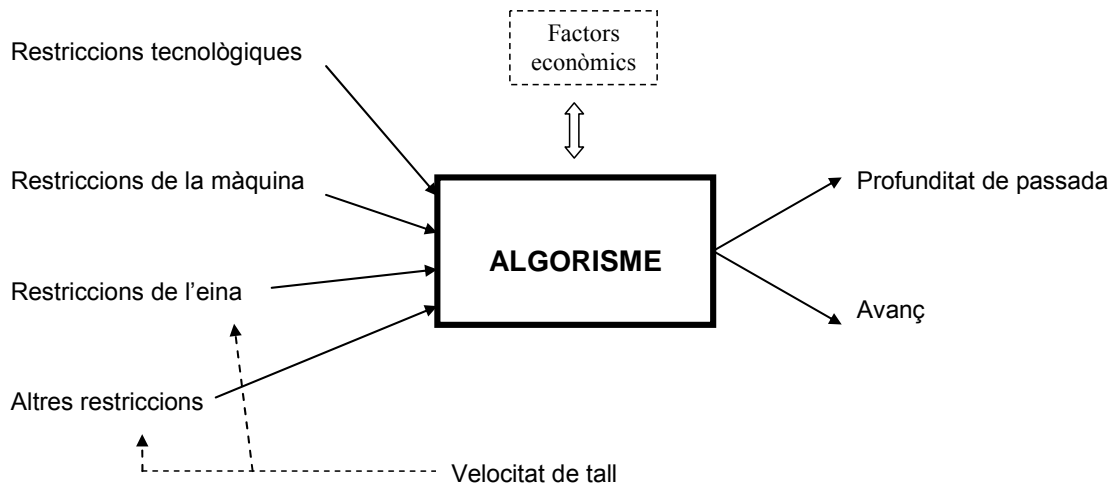 Restriccions tecnològiques
Factors
econòmics
Restriccions de la màquina
Profunditat de passada
ALGORISME
Restriccions de l’eina
Avanç
Altres restriccions
Velocitat de tall